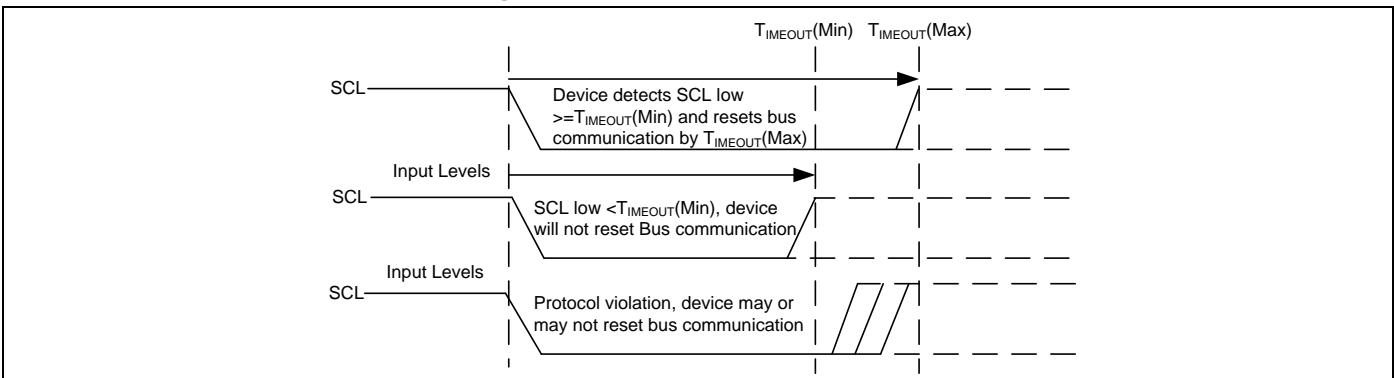 TIMEOUT(Min) TIMEOUT(Max)
SCL
Device detects SCL low
>=TIMEOUT(Min) and resets bus
communication by TIMEOUT(Max)
Input Levels
SCL
SCL low <TIMEOUT(Min), device
will not reset Bus communication
Input Levels
SCL
Protocol violation, device may or
may not reset bus communication